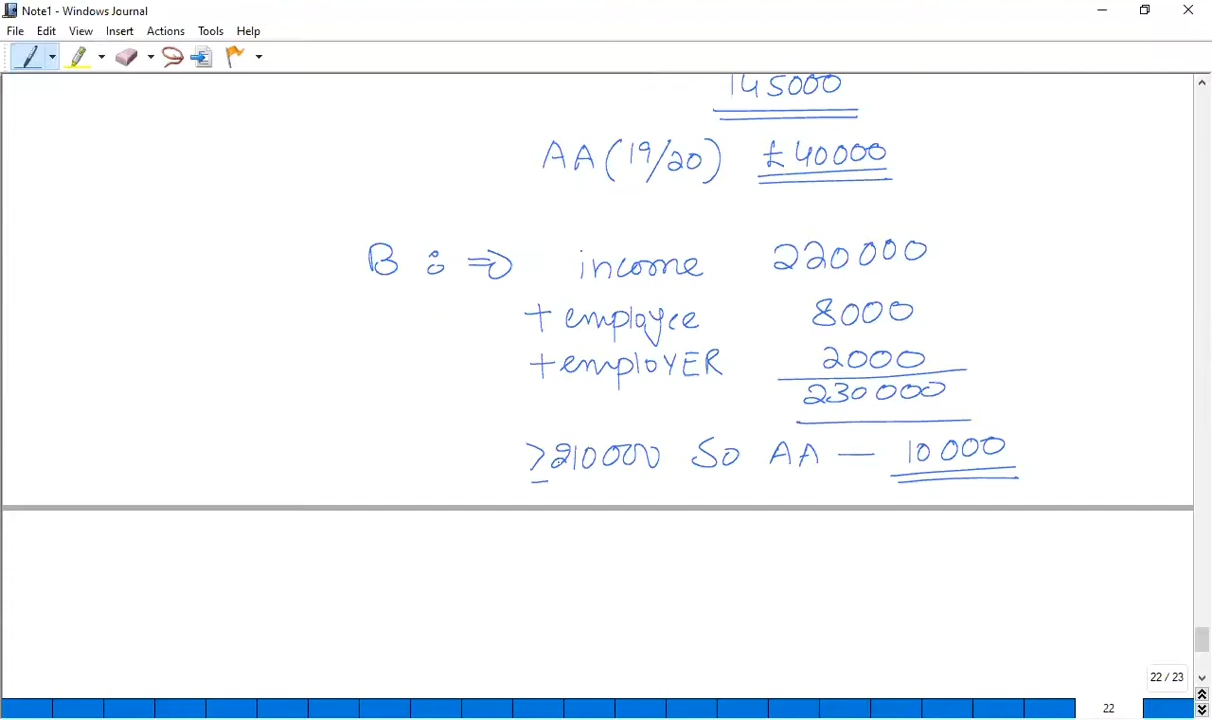 Note1 - Windows Journal
File Edit View Insert Actions Tools Help
145000
AA (19/20) £40000
B : ⇒ income 220000
+ employee 8000
+ employER 2000
230000
>210000 So AA — 10000
22 / 23
22